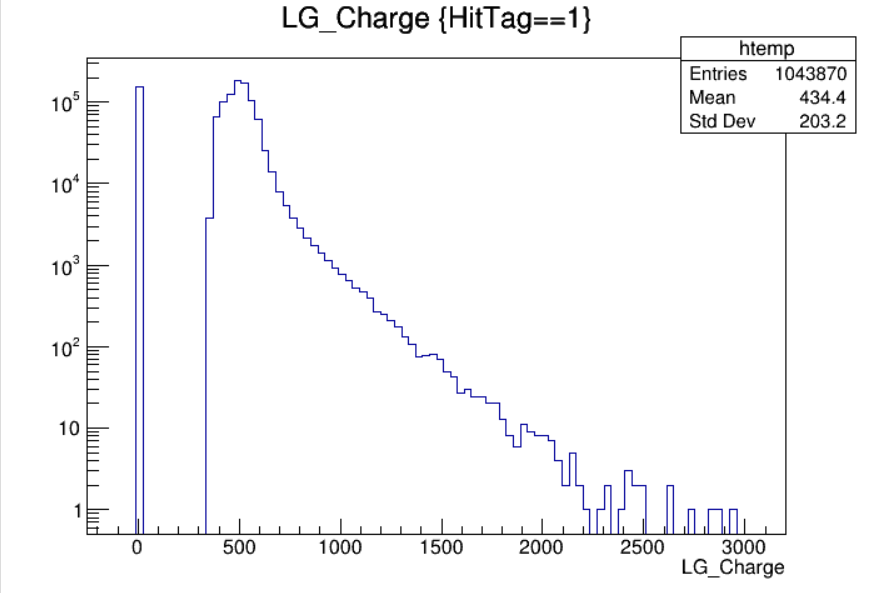 LG_Charge {HitTag==1}
htemp
Entries 1043870
Mean 434.4
Std Dev 203.2
10^5
10^4
10^3
10^2
10
1
0 500 1000 1500 2000 2500 3000
LG_Charge